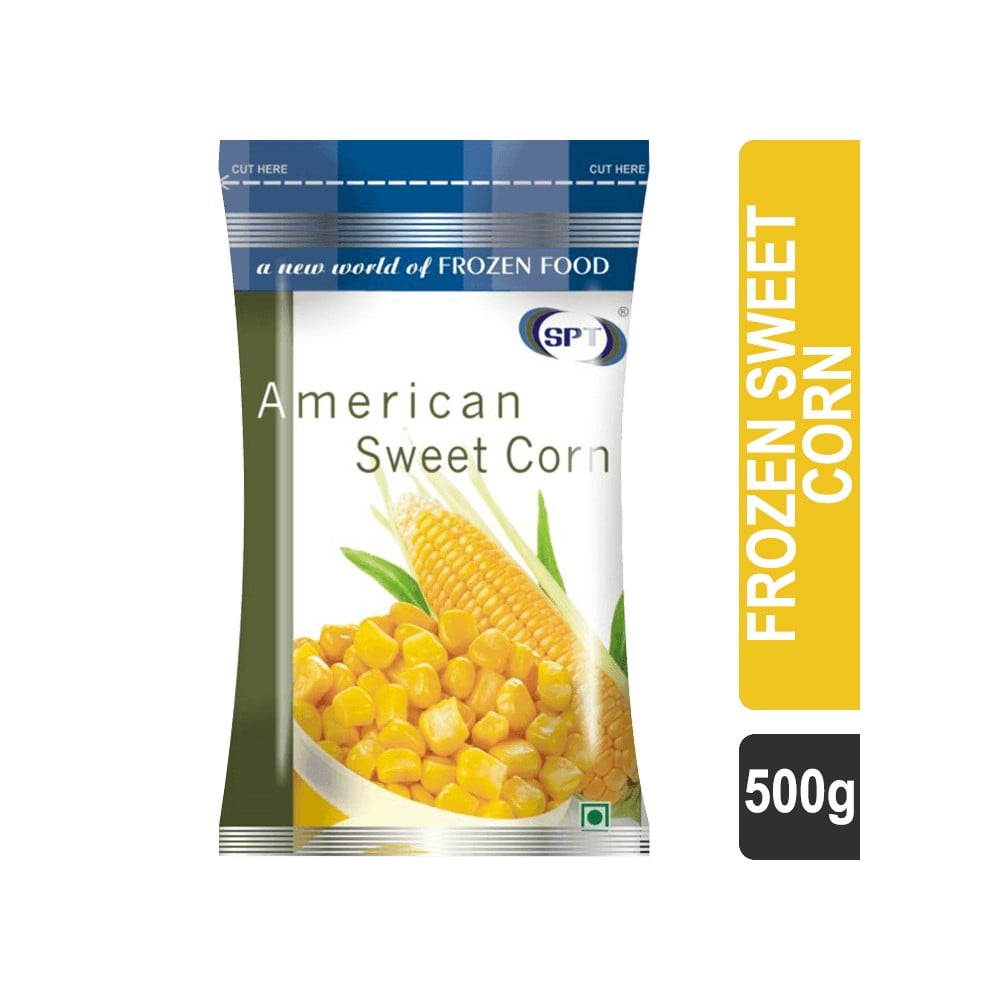 CUT HERE CUT HERE
a new world of FROZEN FOOD
SPT®
American
Sweet Corn
FROZEN SWEET
CORN
500g